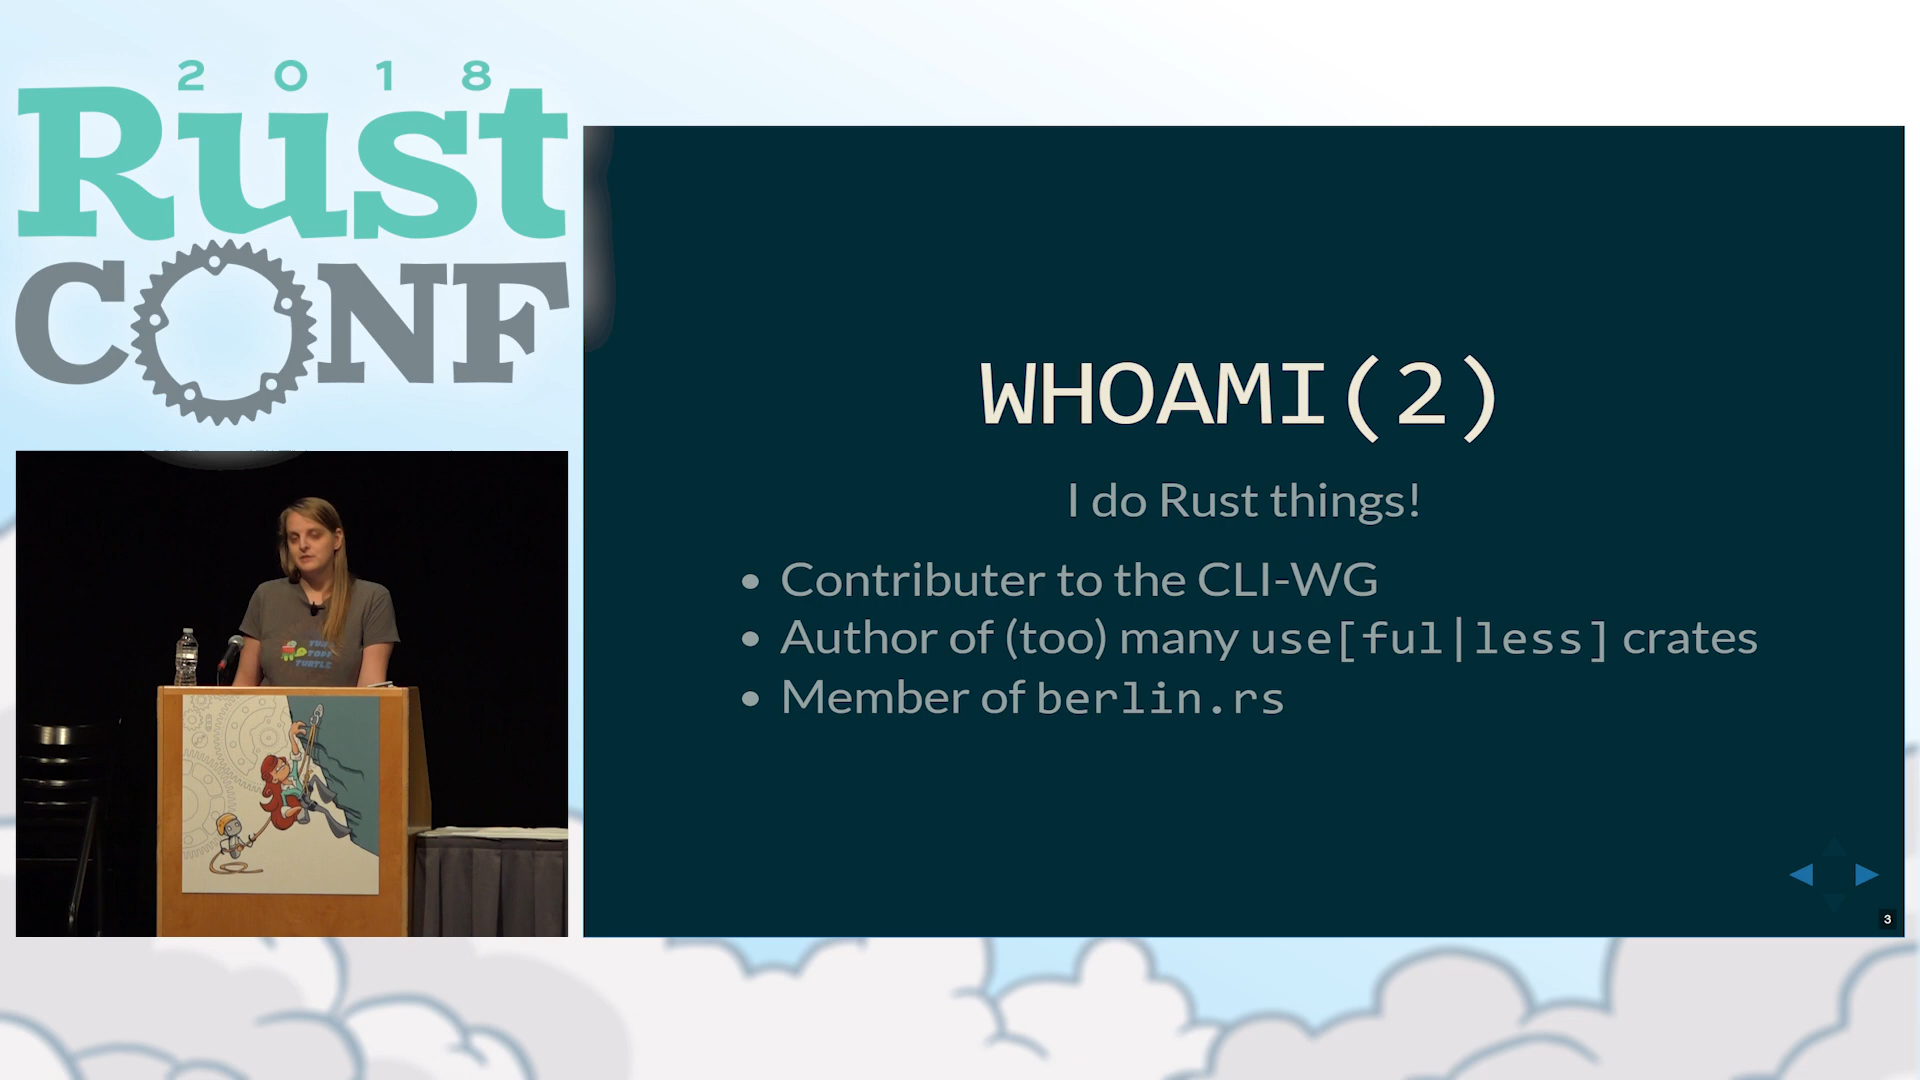 2018
Rust
CONF
WHOAMI(2)
I do Rust things!
• Contributer to the CLI-WG
• Author of (too) many use[ful|less] crates
• Member of berlin.rs
TURTLE
3